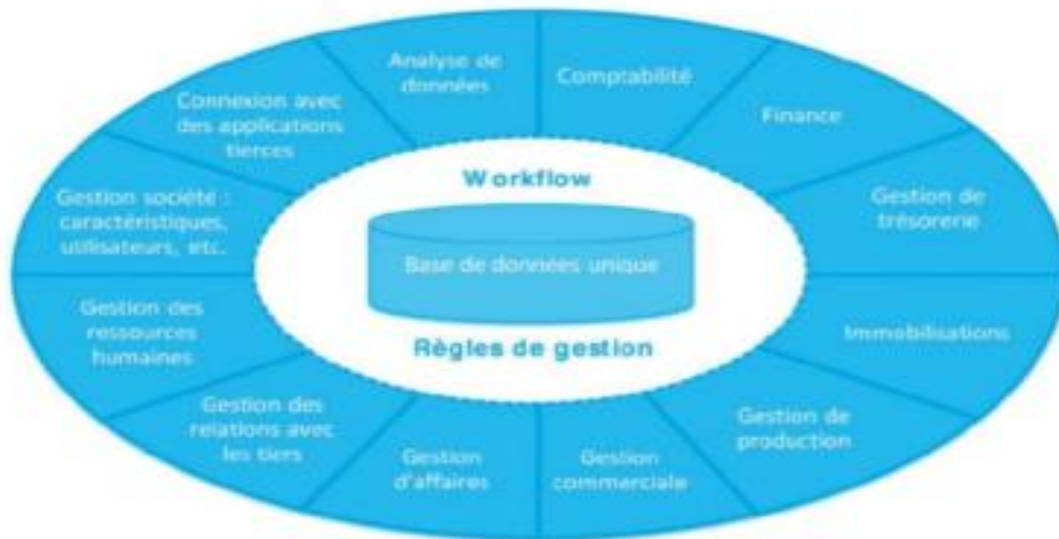 Analyse de
données
Comptabilité
Finance
Gestion de
trésorerie
Immobilisations
Gestion de
production
Gestion
commerciale
Gestion
d'affaires
Gestion des
relations avec
les tiers
Gestion des
ressources
humaines
Gestion société :
caractéristiques,
utilisateurs, etc.
Connexion avec
des applications
tierces
Workflow
Base de données unique
Règles de gestion